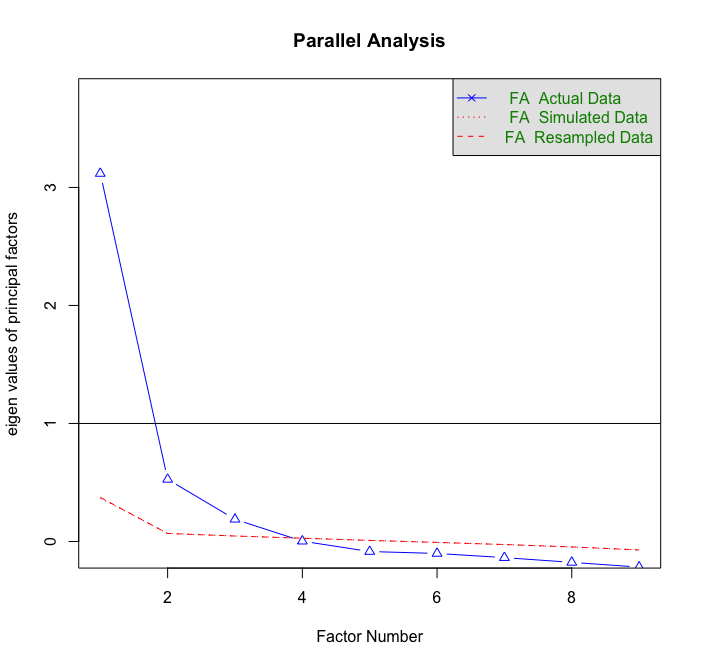 Parallel Analysis
FA  Actual Data
FA  Simulated Data
FA  Resampled Data
eigen values of principal factors
3
2
1
0
2 4 6 8
Factor Number